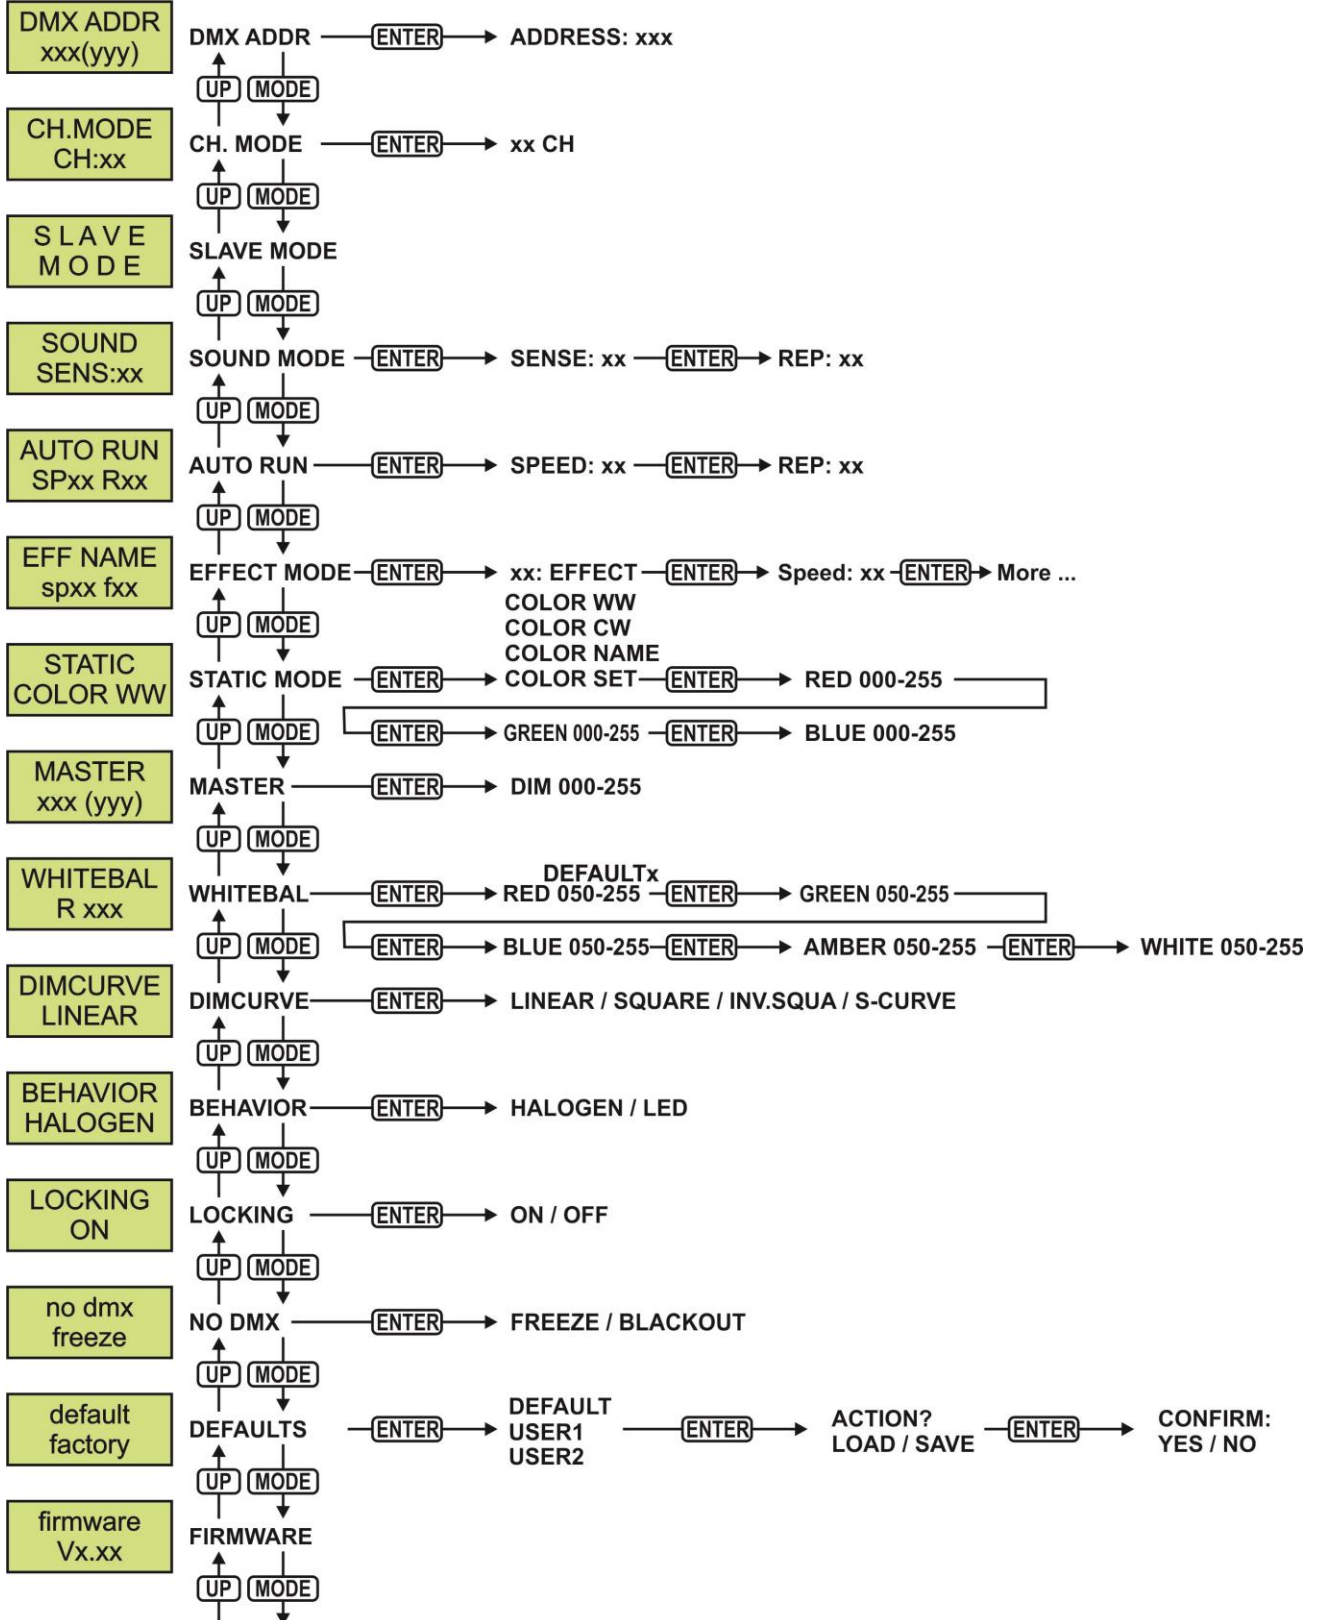 DMX ADDR
xxx(yyy)
DMX ADDR ENTER ADDRESS: xxx
UP MODE
CH.MODE
CH:xx
CH. MODE ENTER xx CH
UP MODE
S L A V E
M O D E
SLAVE MODE
UP MODE
SOUND
SENS:xx
SOUND MODE ENTER SENSE: xx ENTER REP: xx
UP MODE
AUTO RUN
SPxx Rxx
AUTO RUN ENTER SPEED: xx ENTER REP: xx
UP MODE
EFF NAME
spxx fxx
EFFECT MODE ENTER xx: EFFECT ENTER Speed: xx ENTER More ...
UP MODE
COLOR WW
COLOR CW
COLOR NAME
STATIC
COLOR WW
STATIC MODE ENTER COLOR SET ENTER RED 000-255
UP MODE ENTER GREEN 000-255 ENTER BLUE 000-255
MASTER
xxx (yyy)
MASTER ENTER DIM 000-255
UP MODE
WHITEBAL
R xxx
DEFAULTx
WHITEBAL ENTER RED 050-255 ENTER GREEN 050-255
UP MODE ENTER BLUE 050-255 ENTER AMBER 050-255 ENTER WHITE 050-255
DIMCURVE
LINEAR
DIMCURVE ENTER LINEAR / SQUARE / INV.SQUA / S-CURVE
UP MODE
BEHAVIOR
HALOGEN
BEHAVIOR ENTER HALOGEN / LED
UP MODE
LOCKING
ON
LOCKING ENTER ON / OFF
UP MODE
no dmx
freeze
NO DMX ENTER FREEZE / BLACKOUT
UP MODE
default
factory
DEFAULTS ENTER
DEFAULT
USER1
USER2
ENTER
ACTION?
LOAD / SAVE
ENTER
CONFIRM:
YES / NO
UP MODE
firmware
Vx.xx
FIRMWARE
UP MODE